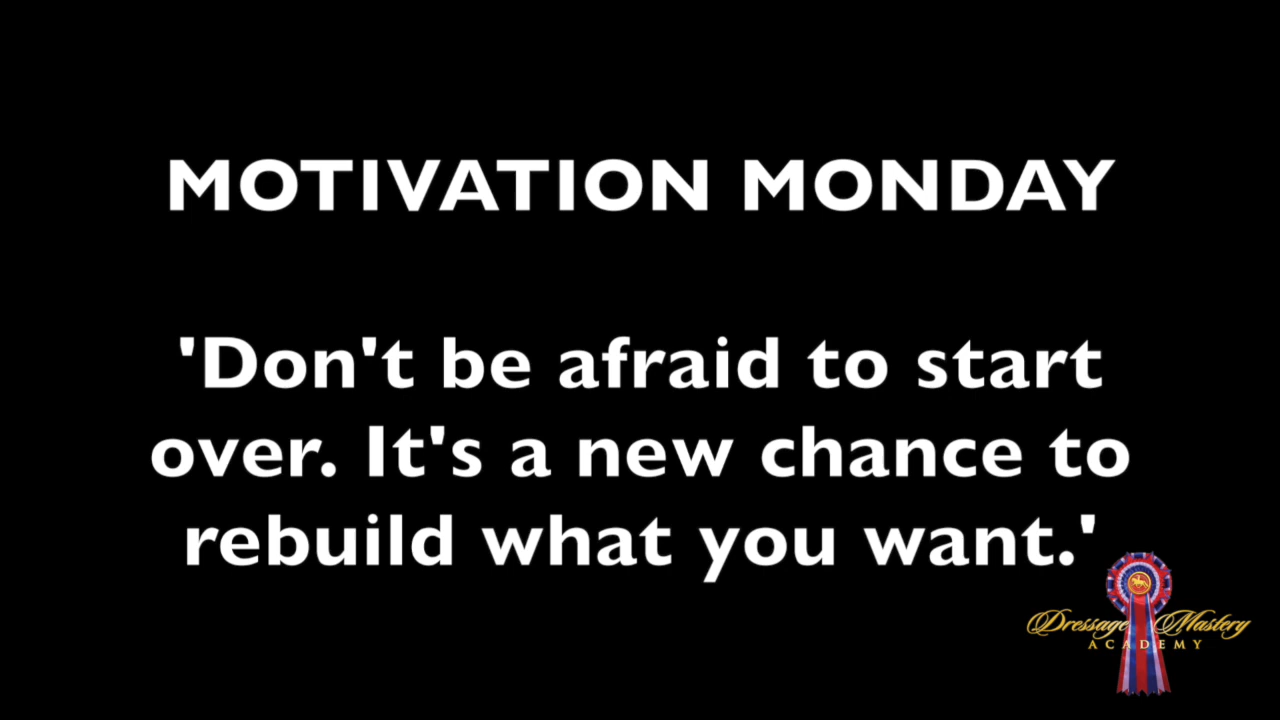 MOTIVATION MONDAY
'Don't be afraid to start
over. It's a new chance to
rebuild what you want.'
Dressage Mastery
ACADEMY